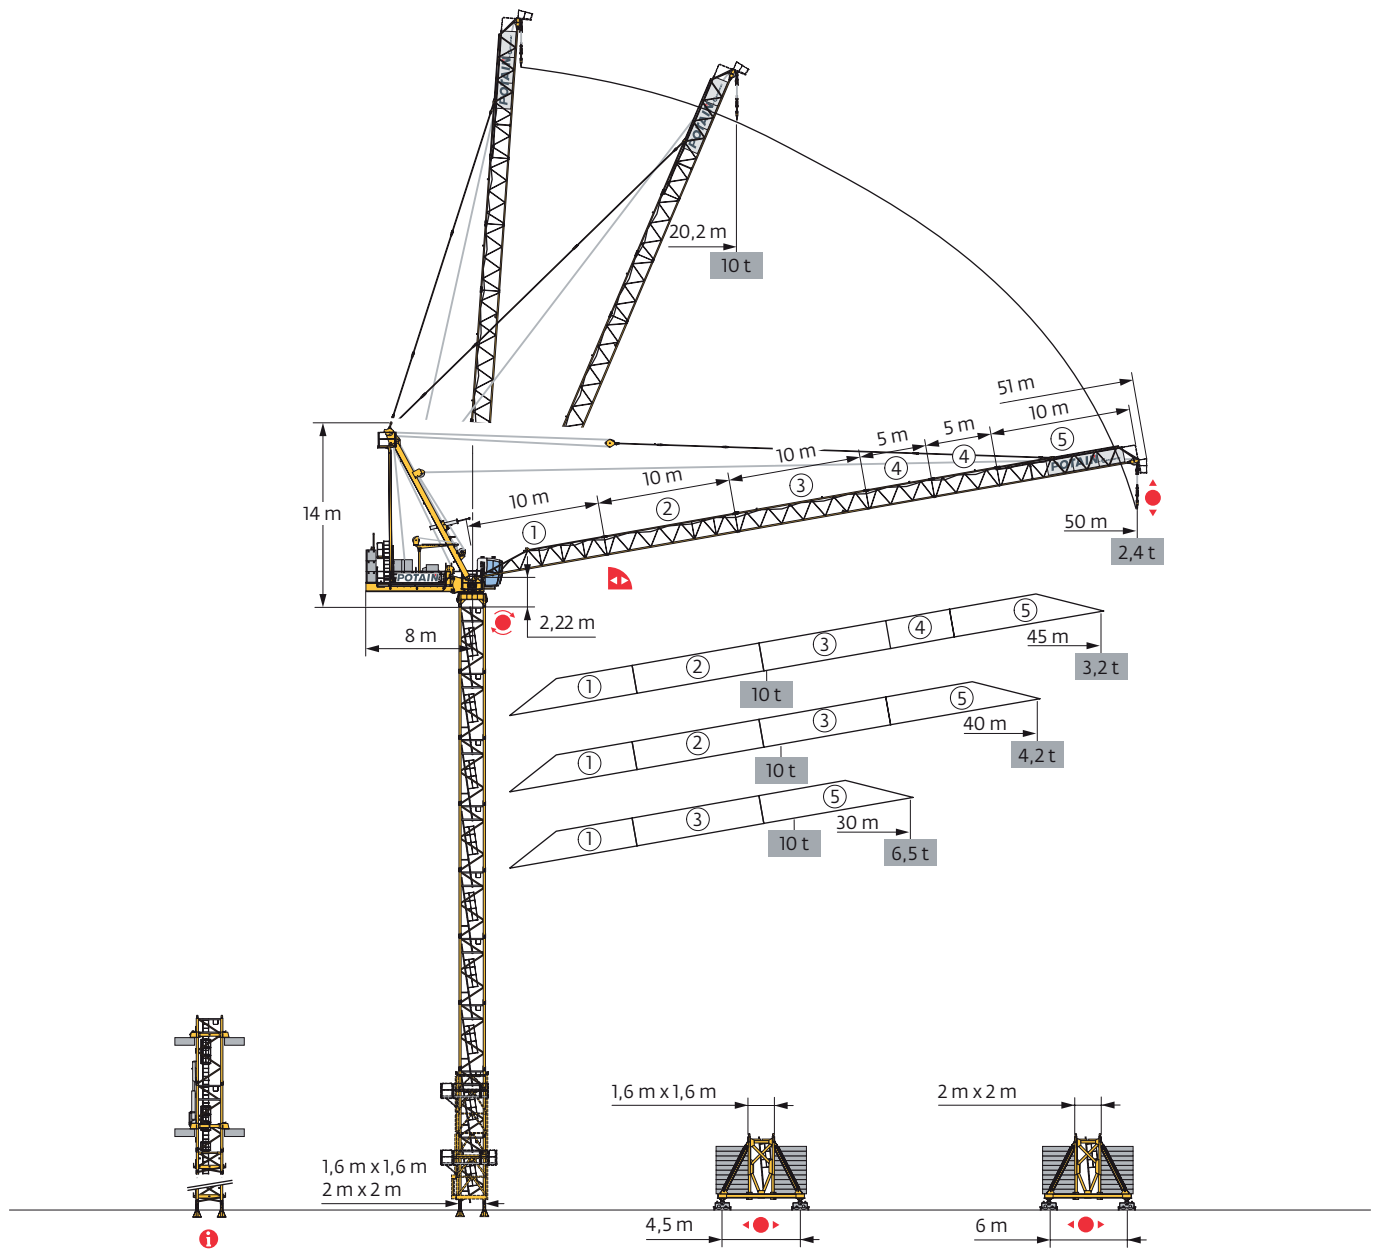 POTAIN
POTAIN
20,2 m
10 t
51 m
10 m
5 m
5 m
10 m
10 m
10 m
⑤
④
④
③
②
①
POTAIN
14 m
50 m
2,4 t
POTAIN
2,22 m
8 m
① ② ③ ④ ⑤
45 m
10 t
3,2 t
① ② ③ ⑤
40 m
10 t
4,2 t
① ③ ⑤
30 m
10 t
6,5 t
1,6 m x 1,6 m
2 m x 2 m
1,6 m x 1,6 m
2 m x 2 m
4,5 m
6 m
i